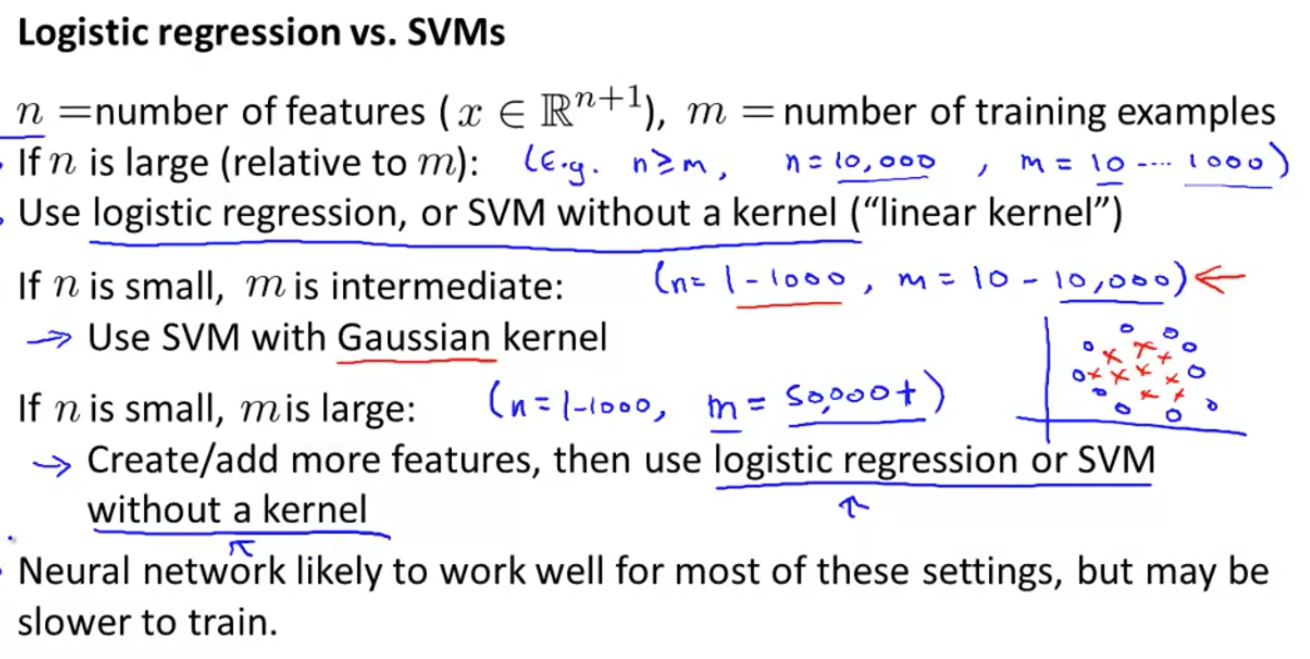 Logistic regression vs. SVMs
n =number of features ( x ∈ ℝⁿ⁺¹), m = number of training examples
If n is large (relative to m): (E.g. n ≥ m, n = 10,000 , m = 10 .... 1000)
Use logistic regression, or SVM without a kernel (“linear kernel”)
If n is small, m is intermediate: (n= 1-1000, m = 10 - 10,000) ←
→ Use SVM with Gaussian kernel
If n is small, m is large: (n=1-1000, m = 50,000+)
→ Create/add more features, then use logistic regression or SVM
without a kernel
Neural network likely to work well for most of these settings, but may be
slower to train.